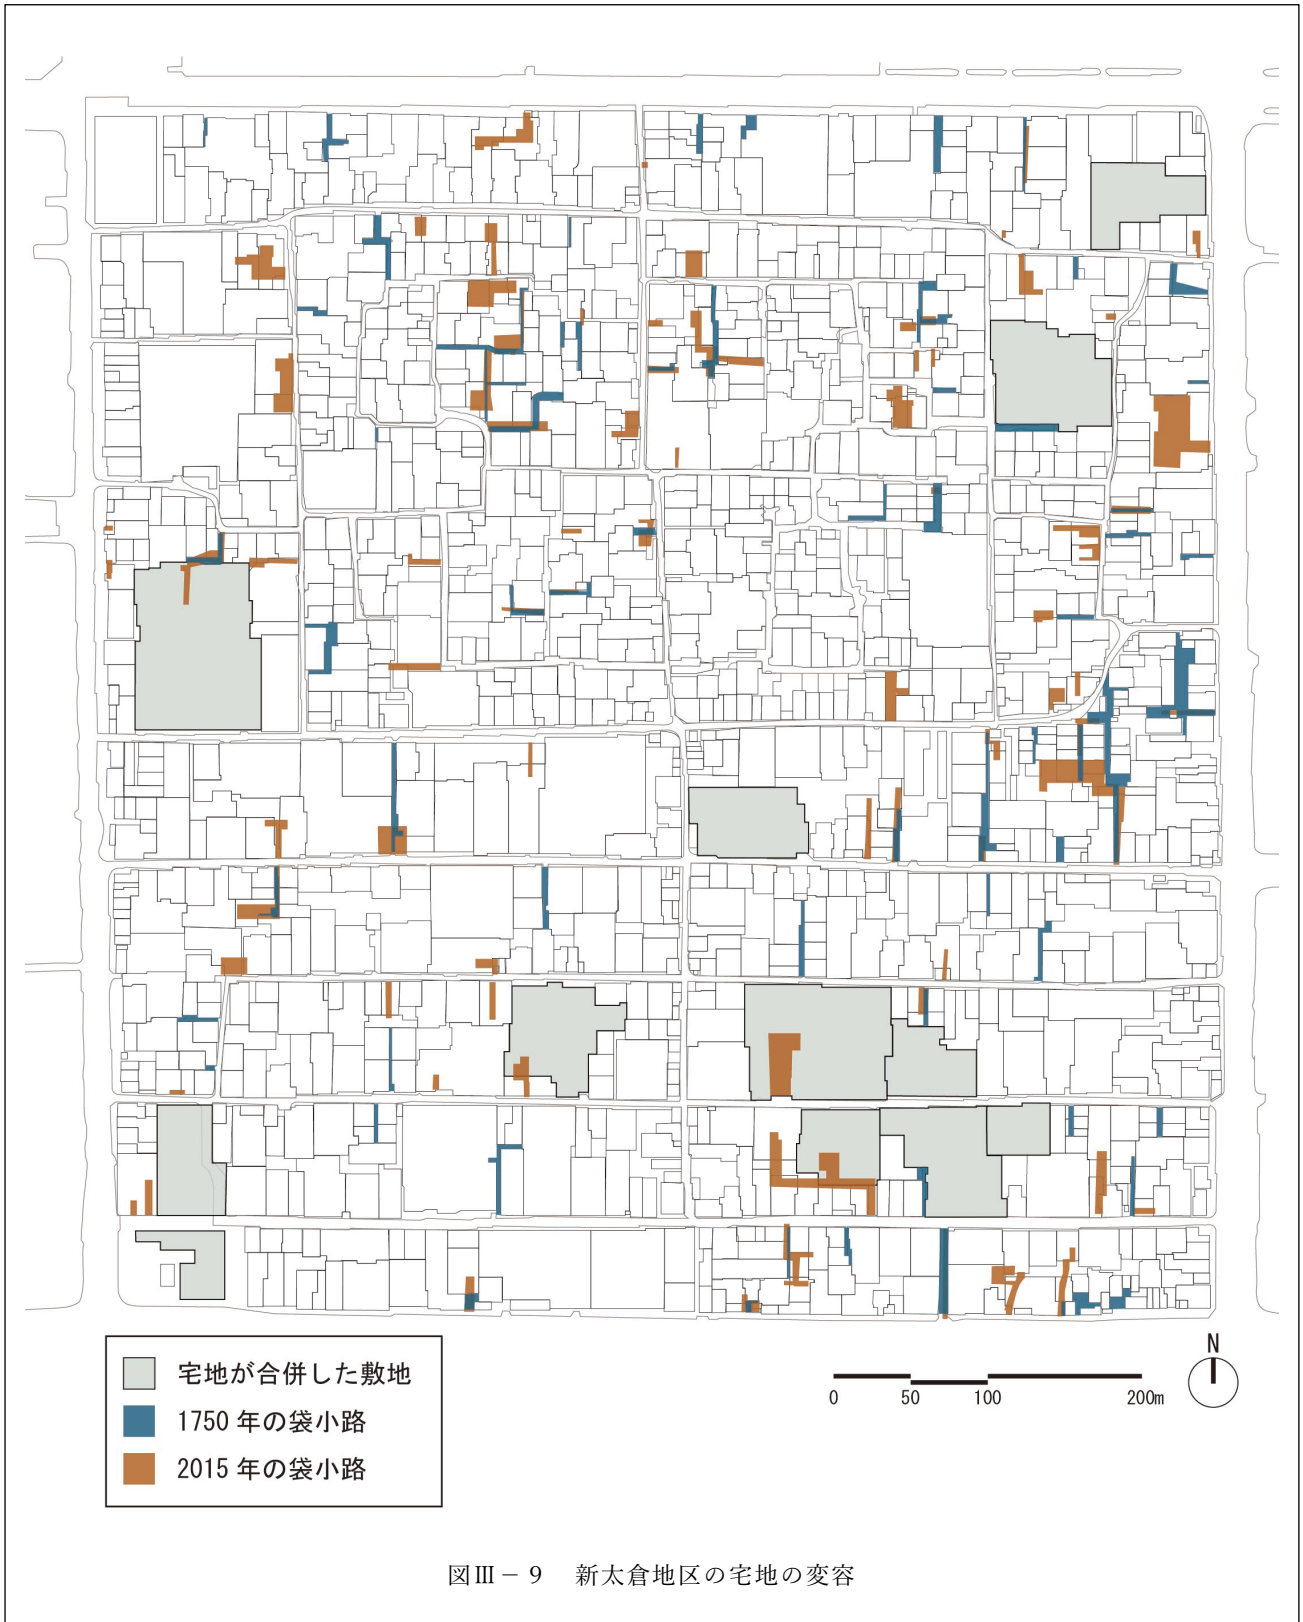 宅地が合併した敷地
1750 年の袋小路
2015 年の袋小路
N
0 50 100 200m
図Ⅲ－９　新太倉地区の宅地の変容